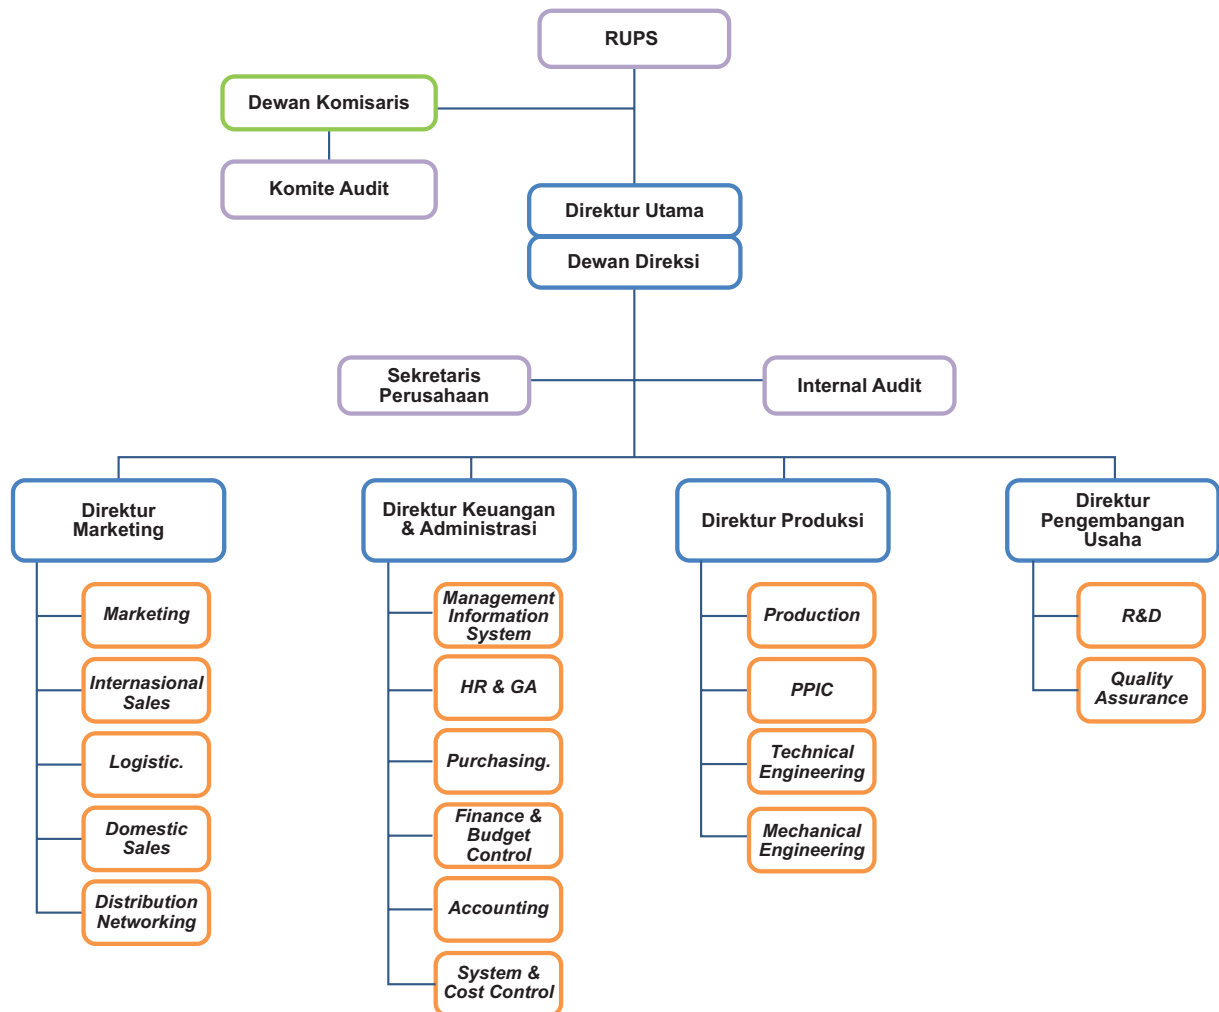 RUPS
Dewan Komisaris
Komite Audit
Direktur Utama
Dewan Direksi
Sekretaris
Perusahaan
Internal Audit
Direktur
Marketing
Marketing
Internasional
Sales
Logistic.
Domestic
Sales
Distribution
Networking
Direktur Keuangan
& Administrasi
Management
Information
System
HR & GA
Purchasing.
Finance &
Budget
Control
Accounting
System &
Cost Control
Direktur Produksi
Production
PPIC
Technical
Engineering
Mechanical
Engineering
Direktur
Pengembangan
Usaha
R&D
Quality
Assurance